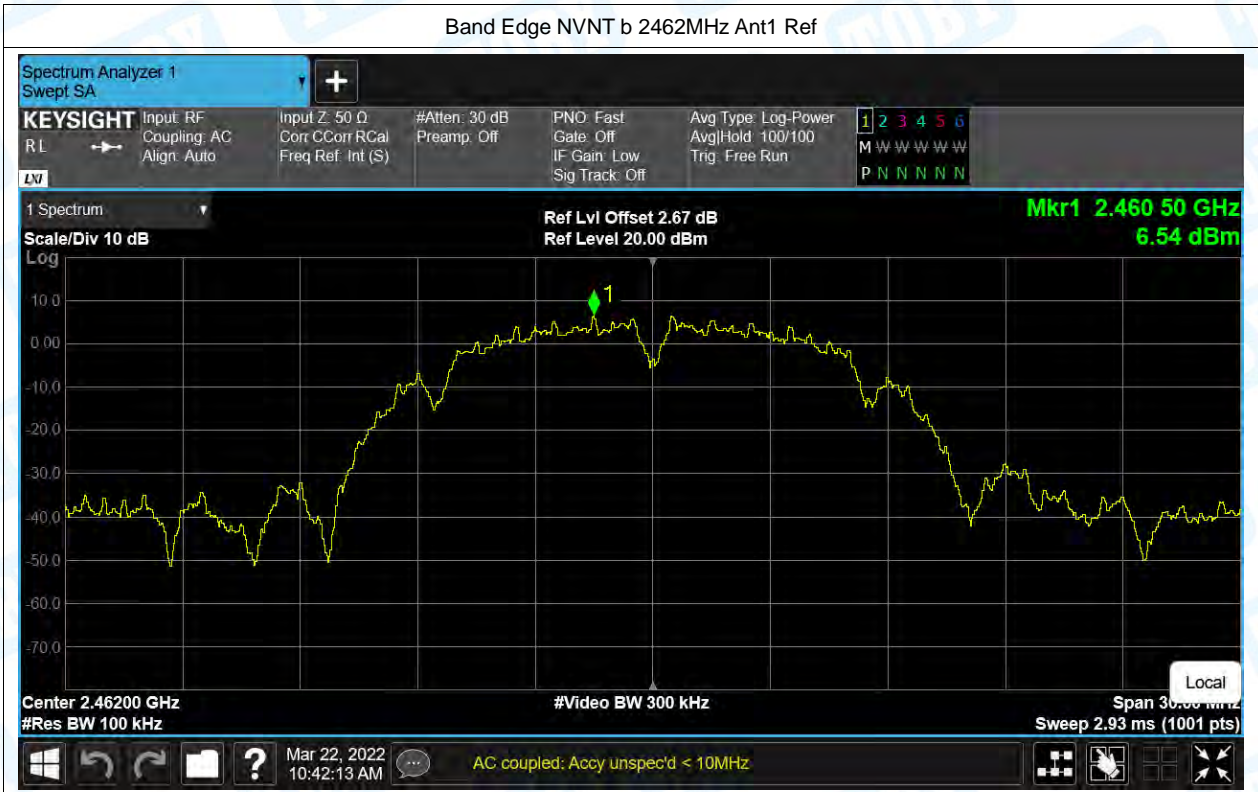 Band Edge NVNT b 2462MHz Ant1 Ref
Spectrum Analyzer 1
Swept SA
KEYSIGHT
RL
LXI
Input: RF
Coupling: AC
Align: Auto
Input Z: 50 Ω
Corr CCorr RCal
Freq Ref: Int (S)
#Atten: 30 dB
Preamp: Off
PNO: Fast
Gate: Off
IF Gain: Low
Sig Track: Off
Avg Type: Log-Power
Avg|Hold: 100/100
Trig: Free Run
1 2 3 4 5 6
M W W W W W
P N N N N N
1 Spectrum
Scale/Div 10 dB
Ref Lvl Offset 2.67 dB
Ref Level 20.00 dBm
Mkr1 2.460 50 GHz
6.54 dBm
Log
1
10.0
0.00
-10.0
-20.0
-30.0
-40.0
-50.0
-60.0
-70.0
Local
Center 2.46200 GHz
#Video BW 300 kHz
Span 30.00 MHz
#Res BW 100 kHz
Sweep 2.93 ms (1001 pts)
?
Mar 22, 2022
10:42:13 AM
AC coupled: Accy unspec'd < 10MHz